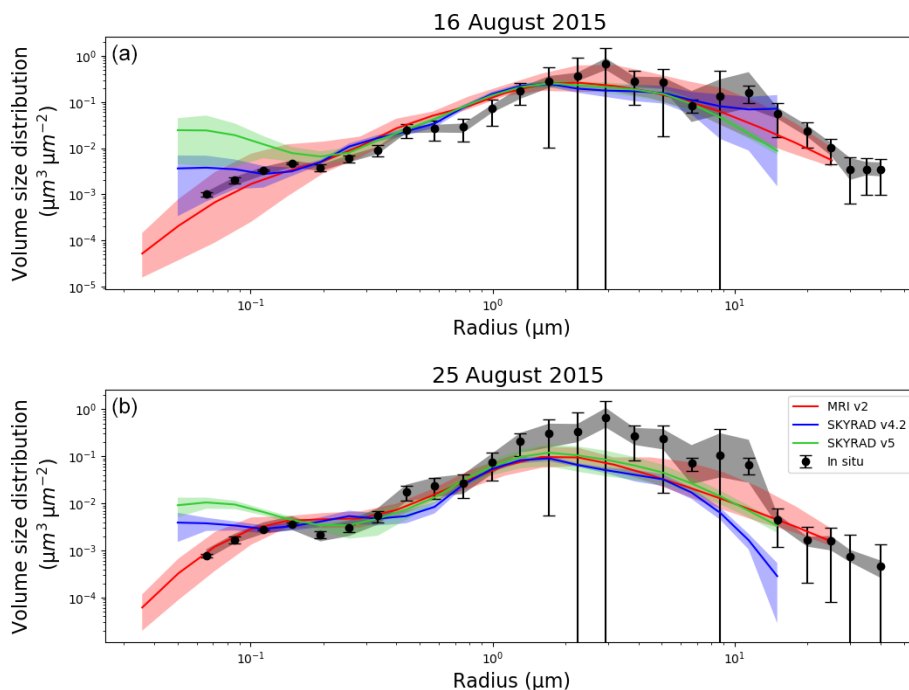 16 August 2015
(a)
Volume size distribution
(μm³ μm⁻²)
10⁰
10⁻¹
10⁻²
10⁻³
10⁻⁴
10⁻⁵
10⁻¹ 10⁰ 10¹
Radius (μm)
25 August 2015
(b)
Volume size distribution
(μm³ μm⁻²)
10⁰
10⁻¹
10⁻²
10⁻³
10⁻⁴
MRI v2
SKYRAD v4.2
SKYRAD v5
In situ
10⁻¹ 10⁰ 10¹
Radius (μm)